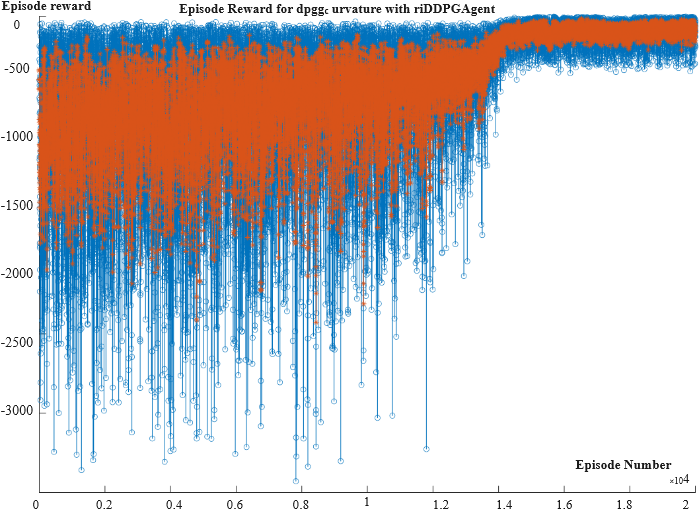 Episode reward
Episode Reward for dpggc urvature with riDDPGAgent
0
-500
-1000
-1500
-2000
-2500
-3000
Episode Number
×10⁴
0 0.2 0.4 0.6 0.8 1 1.2 1.4 1.6 1.8 2